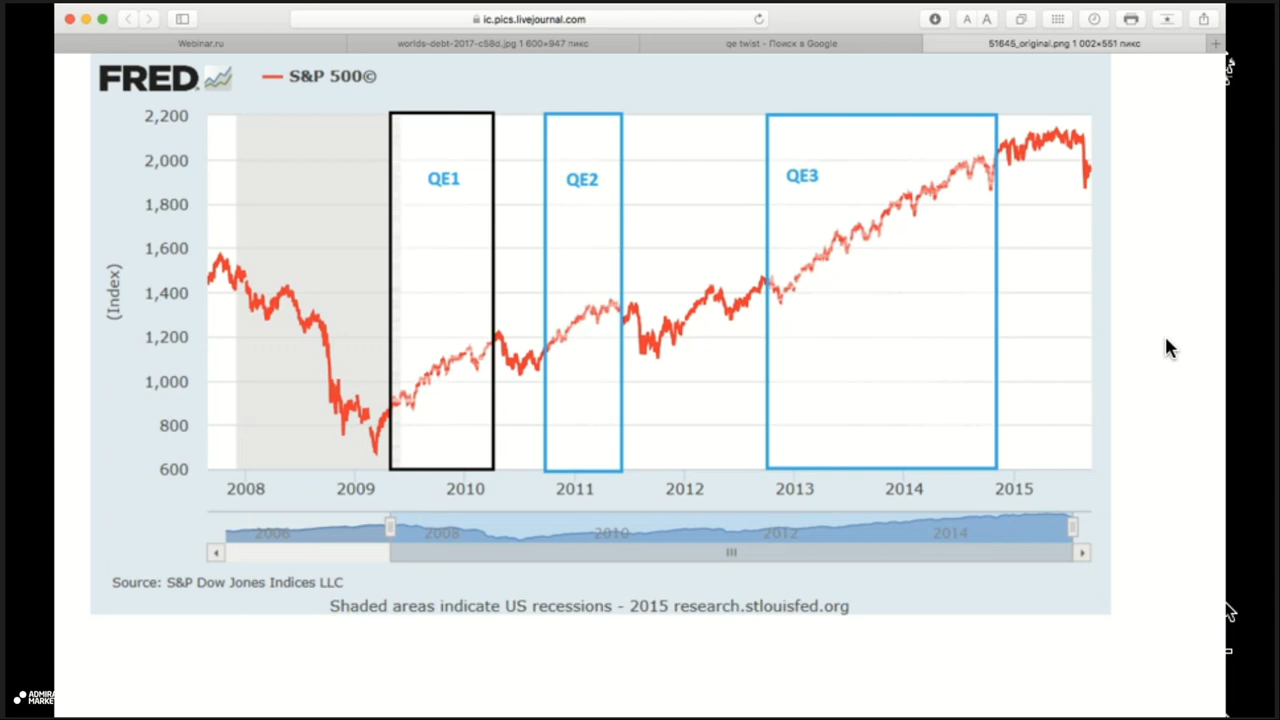 ic.pics.livejournal.com
A A
Webinar.ru
worlds-debt-2017-c58d.jpg 1 600×947 пикс
qe twist - Поиск в Google
51645_original.png 1 002×551 пикс
FRED
S&P 500©
2,200
2,000
1,800
1,600
1,400
1,200
1,000
800
600
(Index)
QE1
QE2
QE3
2008 2009 2010 2011 2012 2013 2014 2015
2006 2008 2010 2012 2014
Source: S&P Dow Jones Indices LLC
Shaded areas indicate US recessions - 2015 research.stlouisfed.org